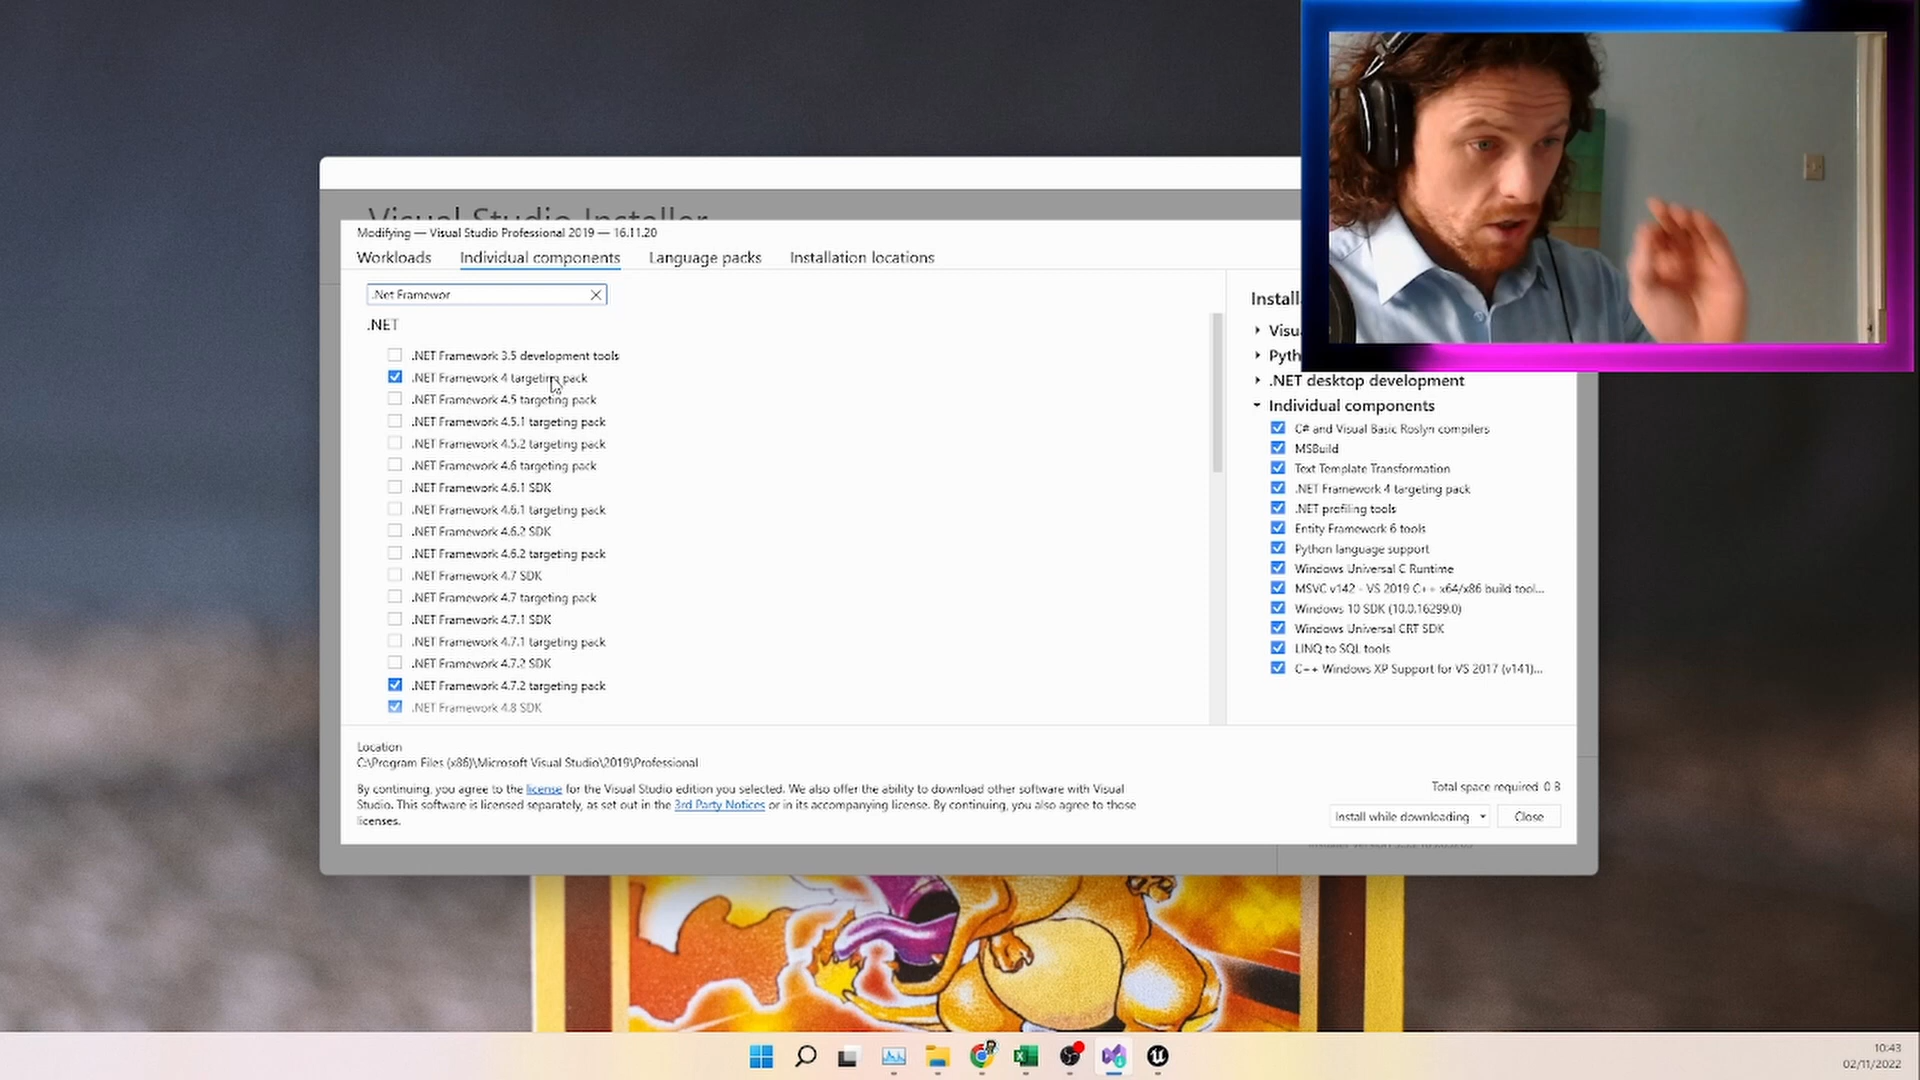 Visual Studio Installer
Modifying — Visual Studio Professional 2019 — 16.11.20
Workloads
Individual components
Language packs
Installation locations
.Net Framewor
.NET
.NET Framework 3.5 development tools
.NET Framework 4 targeting pack
.NET Framework 4.5 targeting pack
.NET Framework 4.5.1 targeting pack
.NET Framework 4.5.2 targeting pack
.NET Framework 4.6 targeting pack
.NET Framework 4.6.1 SDK
.NET Framework 4.6.1 targeting pack
.NET Framework 4.6.2 SDK
.NET Framework 4.6.2 targeting pack
.NET Framework 4.7 SDK
.NET Framework 4.7 targeting pack
.NET Framework 4.7.1 SDK
.NET Framework 4.7.1 targeting pack
.NET Framework 4.7.2 SDK
.NET Framework 4.7.2 targeting pack
.NET Framework 4.8 SDK
Install
Visua
Pyth
.NET desktop development
Individual components
C# and Visual Basic Roslyn compilers
MSBuild
Text Template Transformation
.NET Framework 4 targeting pack
.NET profiling tools
Entity Framework 6 tools
Python language support
Windows Universal C Runtime
MSVC v142 - VS 2019 C++ x64/x86 build tool...
Windows 10 SDK (10.0.16299.0)
Windows Universal CRT SDK
LINQ to SQL tools
C++ Windows XP Support for VS 2017 (v141)...
Location
C:\Program Files (x86)\Microsoft Visual Studio\2019\Professional
By continuing, you agree to the license for the Visual Studio edition you selected. We also offer the ability to download other software with Visual
Studio. This software is licensed separately, as set out in the 3rd Party Notices or in its accompanying license. By continuing, you also agree to those
licenses.
Total space required 0 B
Install while downloading
Close
10:43
02/11/2022